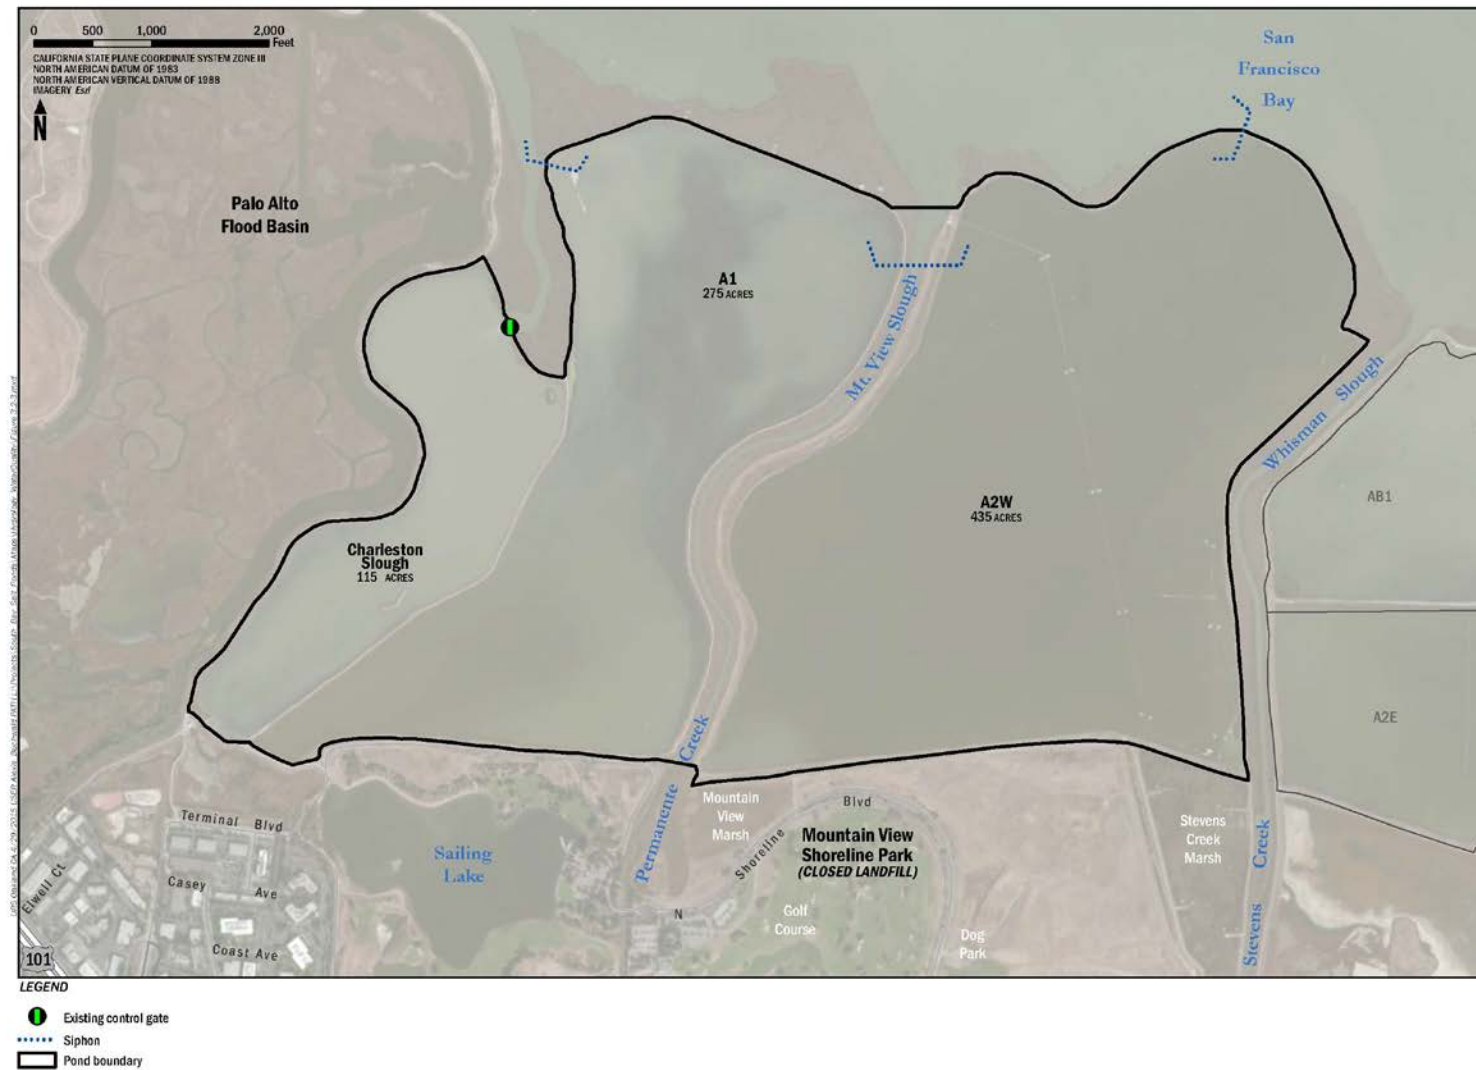 0 500 1,000 2,000
Feet
CALIFORNIA STATE PLANE COORDINATE SYSTEM ZONE III
NORTH AMERICAN DATUM OF 1983
NORTH AMERICAN VERTICAL DATUM OF 1988
IMAGERY Esri
N
San
Francisco
Bay
Palo Alto
Flood Basin
A1
275 ACRES
Mt. View Slough
Whisman Slough
A2W
435 ACRES
AB1
Charleston
Slough
115 ACRES
A2E
Permanente Creek
Mountain
View
Marsh
Shoreline Blvd
N
Mountain View
Shoreline Park
(CLOSED LANDFILL)
Stevens
Creek
Marsh
Stevens Creek
Sailing
Lake
Terminal Blvd
Casey Ave
Elwell Ct
Coast Ave
Golf
Course
Dog
Park
101
LEGEND
Existing control gate
Siphon
Pond boundary